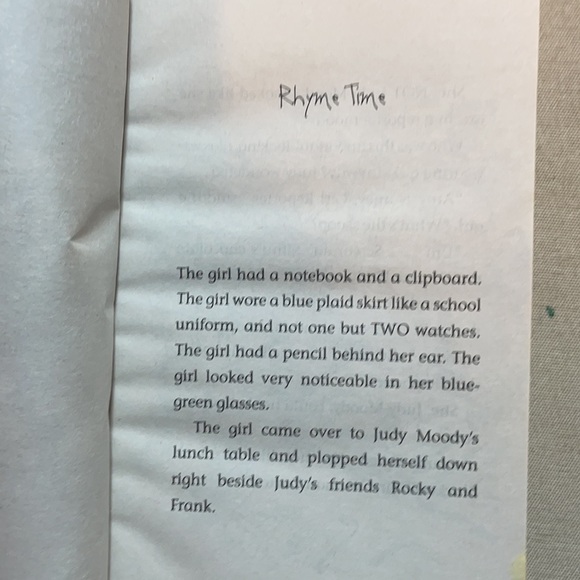 Rhyme Time
The girl had a notebook and a clipboard.
The girl wore a blue plaid skirt like a school
uniform, and not one but TWO watches.
The girl had a pencil behind her ear. The
girl looked very noticeable in her blue-
green glasses.
The girl came over to Judy Moody's
lunch table and plopped herself down
right beside Judy's friends Rocky and
Frank.